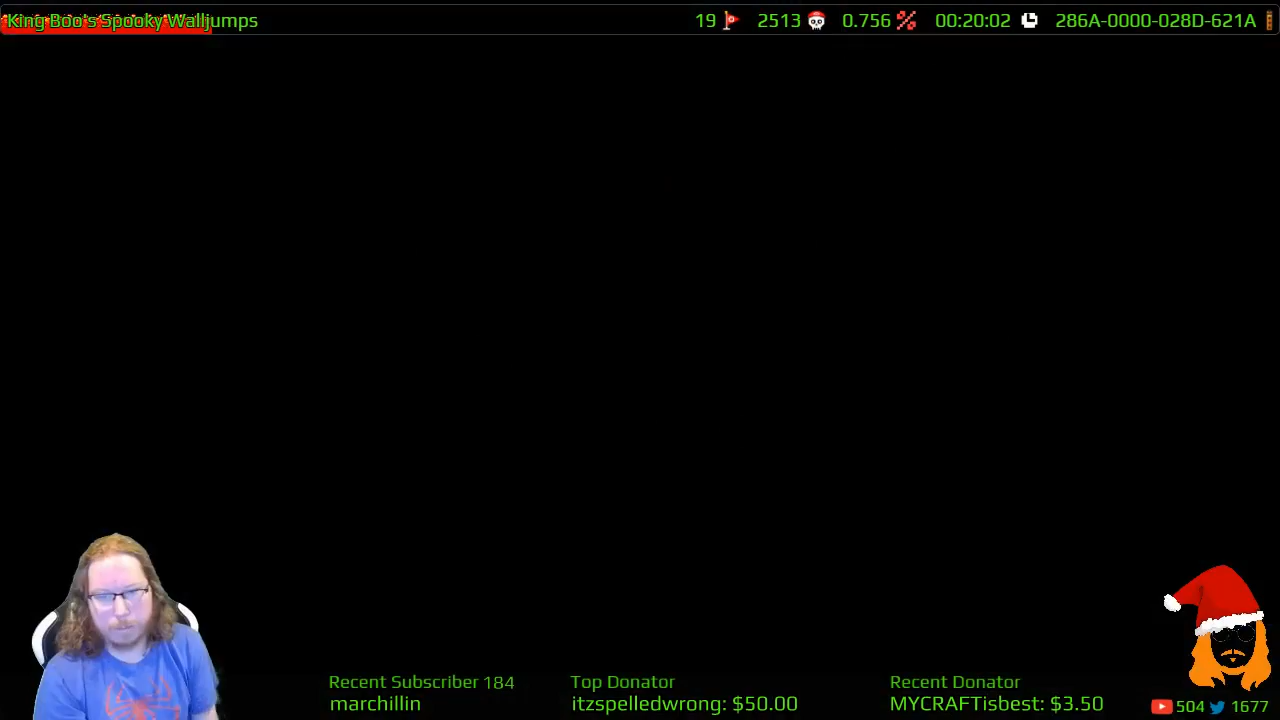 King Boo's Spooky Walljumps 19 2513 0.756 00:20:02 286A-0000-028D-621A
Recent Subscriber 184 Top Donator Recent Donator
marchillin itzspelledwrong: $50.00 MYCRAFTisbest: $3.50
504 1677